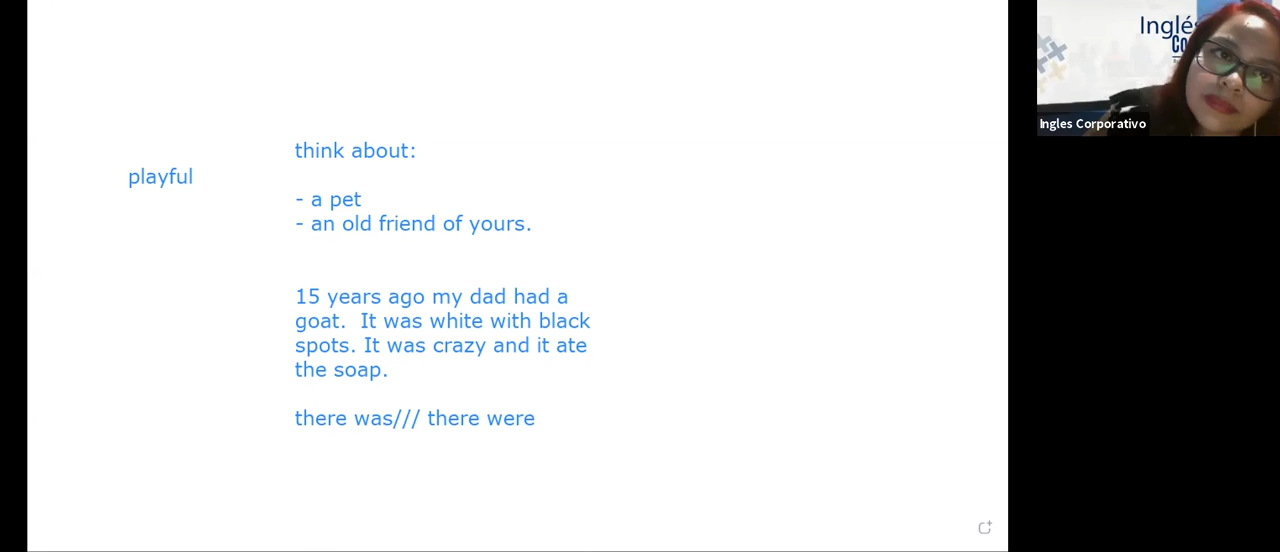 think about:
playful
- a pet
- an old friend of yours.
15 years ago my dad had a
goat.  It was white with black
spots. It was crazy and it ate
the soap.
there was/// there were
Inglés
Co
Ingles Corporativo